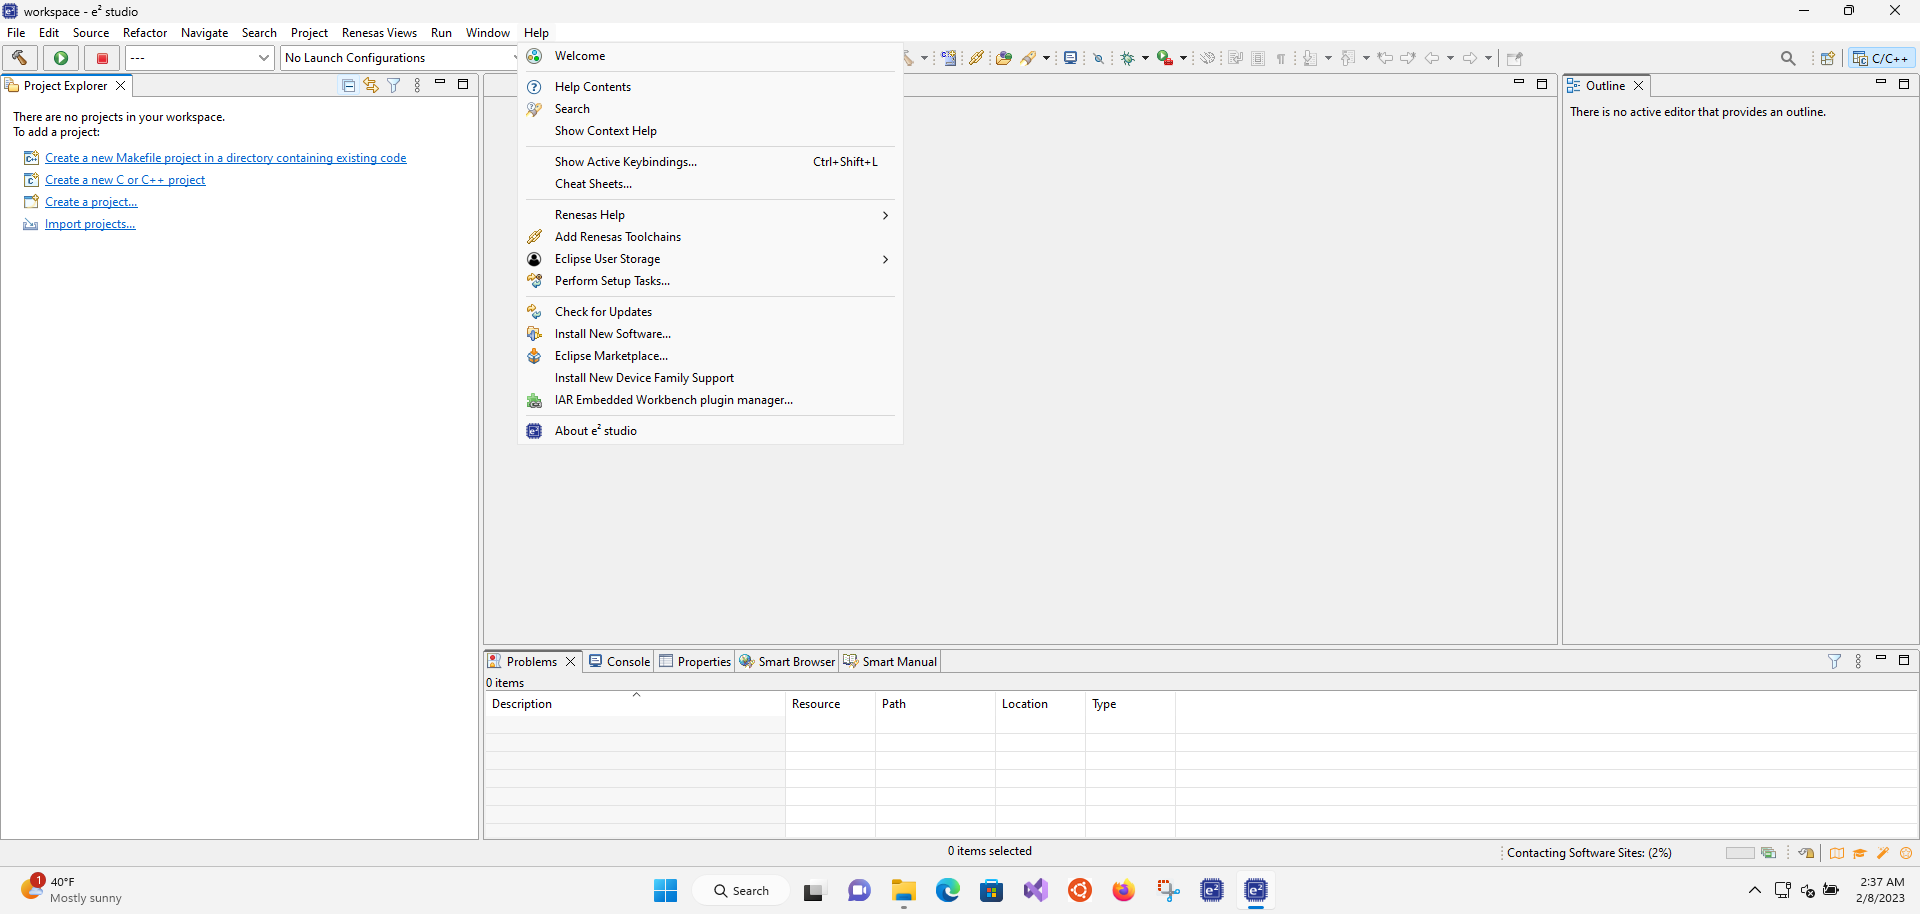 workspace - e² studio
File Edit Source Refactor Navigate Search Project Renesas Views Run Window Help
--- No Launch Configurations C/C++
Project Explorer
There are no projects in your workspace.
To add a project:
Create a new Makefile project in a directory containing existing code
Create a new C or C++ project
Create a project...
Import projects...
Welcome
Help Contents
Search
Show Context Help
Show Active Keybindings... Ctrl+Shift+L
Cheat Sheets...
Renesas Help
Add Renesas Toolchains
Eclipse User Storage
Perform Setup Tasks...
Check for Updates
Install New Software...
Eclipse Marketplace...
Install New Device Family Support
IAR Embedded Workbench plugin manager...
About e² studio
Outline
There is no active editor that provides an outline.
Problems Console Properties Smart Browser Smart Manual
0 items
Description Resource Path Location Type
0 items selected
Contacting Software Sites: (2%)
1
40°F
Mostly sunny
Search
e² e²
2:37 AM
2/8/2023